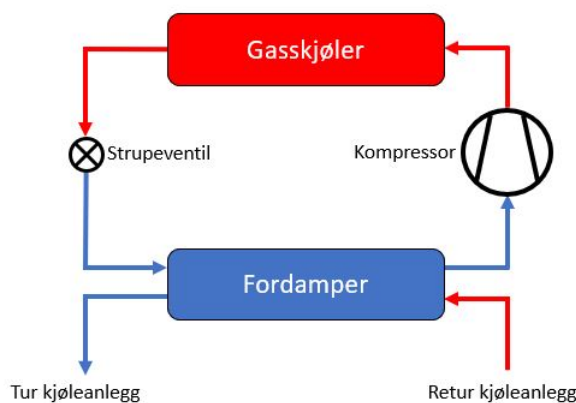 Gasskjøler
Strupeventil
Kompressor
Fordamper
Tur kjøleanlegg
Retur kjøleanlegg